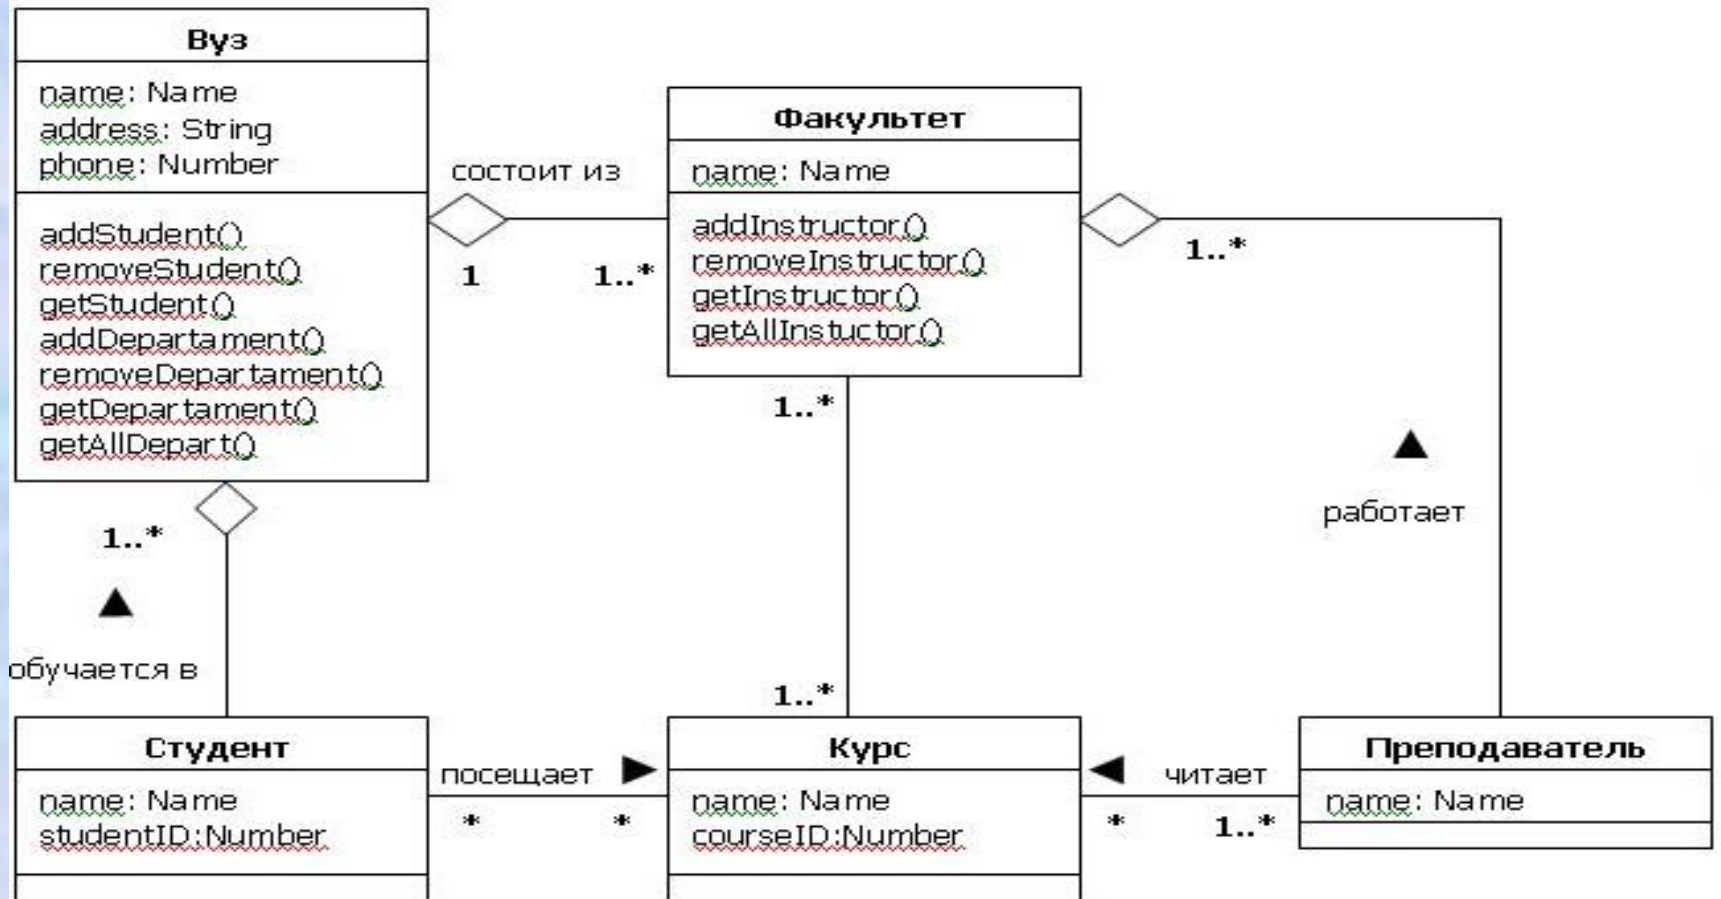 Вуз
name: Name
address: String
phone: Number
addStudent()
removeStudent()
getStudent()
addDepartament()
removeDepartament()
getDepartament()
getAllDepart()
состоит из
1
1..*
Факультет
name: Name
addInstructor()
removeInstructor()
getInstructor()
getAllInstuctor()
1..*
1..*
работает
1..*
обучается в
1..*
Студент
name: Name
studentID:Number
посещает
*
*
Курс
name: Name
courseID:Number
читает
*
1..*
Преподаватель
name: Name